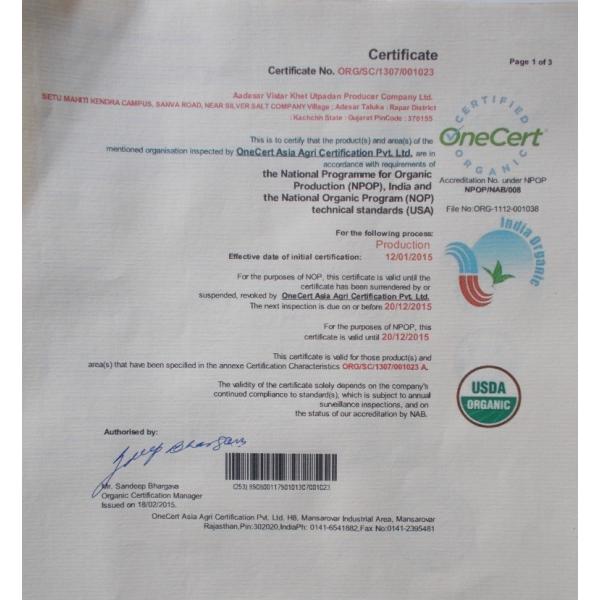 Certificate
Page 1 of 3
Certificate No. ORG/SC/1307/001023
Aadesar Vistar Khet Utpadan Producer Company Ltd.
SETU MAHITI KENDRA CAMPUS, SANVA ROAD, NEAR SILVER SALT COMPANY Village : Adesar Taluka : Rapar District
: Kachchh State : Gujarat PinCode : 370155
CERTIFIED
OneCert
ORGANIC
This is to certify that the product(s) and area(s) of the
mentioned organisation inspected by OneCert Asia Agri Certification Pvt. Ltd. are in
accordance with requirements of
the National Programme for Organic
Production (NPOP), India and
the National Organic Program (NOP)
technical standards (USA)
Accreditation No. under NPOP
NPOP/NAB/008
File No:ORG-1112-001038
India Organic
For the following process:
Production
Effective date of initial certification: 12/01/2015
For the purposes of NOP, this certificate is valid until the
certificate has been surrendered by or
suspended, revoked by OneCert Asia Agri Certification Pvt. Ltd.
The next inspection is due on or before 20/12/2015
For the purposes of NPOP, this
certificate is valid until 20/12/2015
This certificate is valid for those product(s) and
area(s) that have been specified in the annexe Certification Characteristics ORG/SC/1307/001023 A.
The validity of the certificate solely depends on the company's
continued compliance to standard(s), which is subject to annual
surveillance inspections, and on
the status of our accreditation by NAB.
USDA
ORGANIC
Authorised by:
Mr. Sandeep Bhargava
Organic Certification Manager
Issued on 18/02/2015.
OneCert Asia Agri Certification Pvt. Ltd. H8, Mansarovar Industrial Area, Mansarovar
Rajasthan,Pin:302020,IndiaPh: 0141-6541882,Fax No:0141-2395481